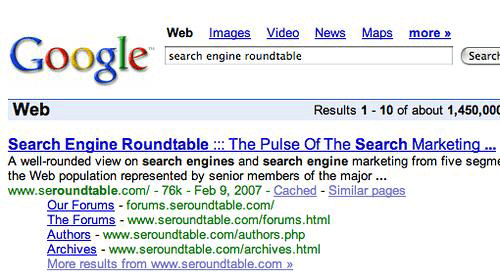 Web Images Video News Maps more »
Google™
search engine roundtable Search
Web Results 1 - 10 of about 1,450,000
Search Engine Roundtable ::: The Pulse Of The Search Marketing ...
A well-rounded view on search engines and search engine marketing from five segme
the Web population represented by senior members of the major ...
www.seroundtable.com/ - 76k - Feb 9, 2007 - Cached - Similar pages
Our Forums - forums.seroundtable.com/
The Forums - www.seroundtable.com/forums.html
Authors - www.seroundtable.com/authors.php
Archives - www.seroundtable.com/archives.html
More results from www.seroundtable.com »